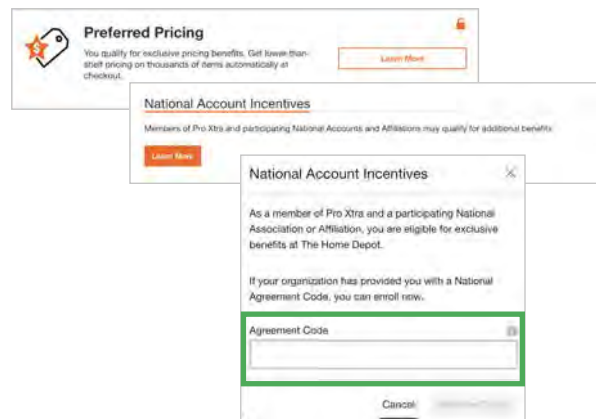 Preferred Pricing
You qualify for exclusive pricing benefits. Get lower-than-
shelf pricing on thousands of items automatically at
checkout.
Learn More
National Account Incentives
Members of Pro Xtra and participating National Accounts and Affiliations may qualify for additional benefits
Learn More
National Account Incentives
As a member of Pro Xtra and a participating National
Association or Affiliation, you are eligible for exclusive
benefits at The Home Depot.
If your organization has provided you with a National
Agreement Code, you can enroll now.
Agreement Code
Cancel